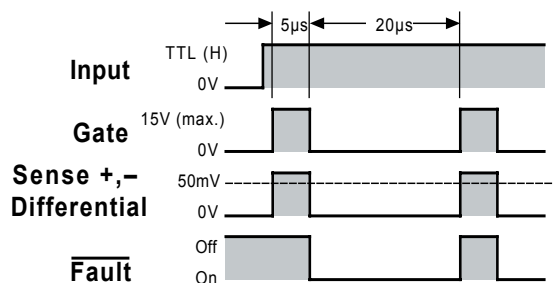 5µs 20µs
Input TTL (H)
0V
Gate 15V (max.)
0V
Sense +,–
Differential
50mV
0V
Fault
Off
On